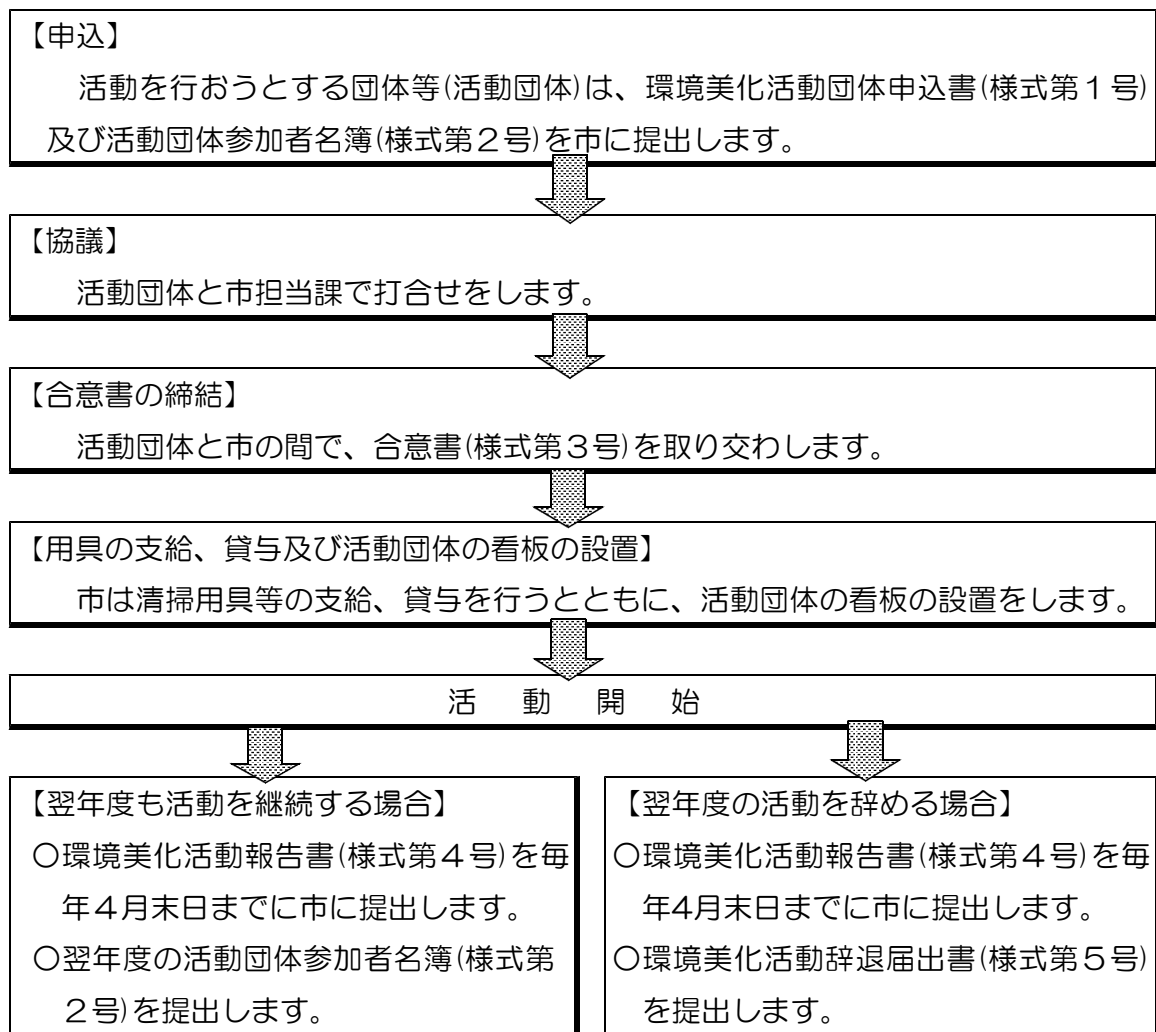 【申込】
活動を行おうとする団体等(活動団体)は、環境美化活動団体申込書(様式第１号)
及び活動団体参加者名簿(様式第２号)を市に提出します。
【協議】
活動団体と市担当課で打合せをします。
【合意書の締結】
活動団体と市の間で、合意書(様式第３号)を取り交わします。
【用具の支給、貸与及び活動団体の看板の設置】
市は清掃用具等の支給、貸与を行うとともに、活動団体の看板の設置をします。
活　動　開　始
【翌年度も活動を継続する場合】
○環境美化活動報告書(様式第４号)を毎
年４月末日までに市に提出します。
○翌年度の活動団体参加者名簿(様式第
２号)を提出します。
【翌年度の活動を辞める場合】
○環境美化活動報告書(様式第４号)を毎
年4月末日までに市に提出します。
○環境美化活動辞退届出書(様式第５号)
を提出します。